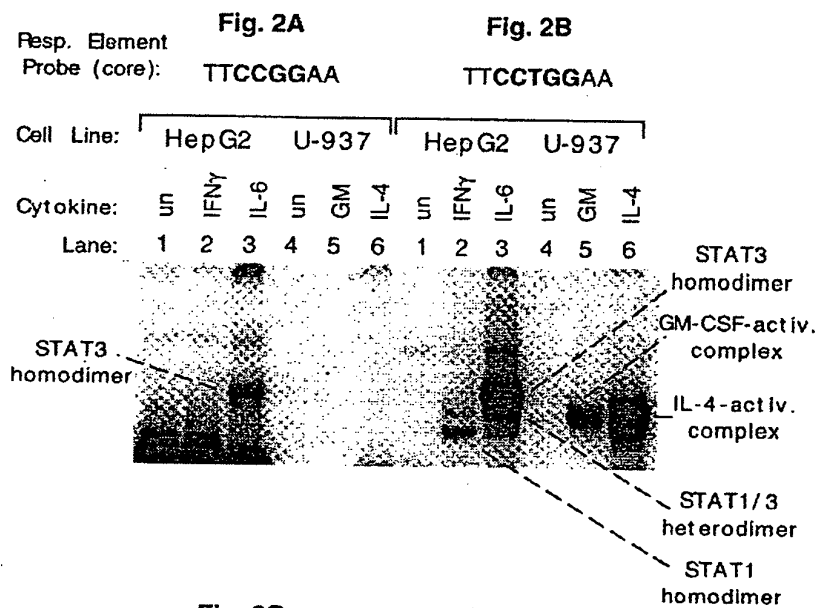 Fig. 2A Fig. 2B
Resp. Element
Probe (core): TTCCGGAA TTCCTGGAA
Cell Line: HepG2 U-937 HepG2 U-937
Cytokine: un IFNγ IL-6 un GM IL-4 un IFNγ IL-6 un GM IL-4
Lane: 1 2 3 4 5 6 1 2 3 4 5 6
STAT3
homodimer
GM-CSF-activ.
complex
STAT3
homodimer
IL-4-activ.
complex
STAT1/3
heterodimer
STAT1
homodimer